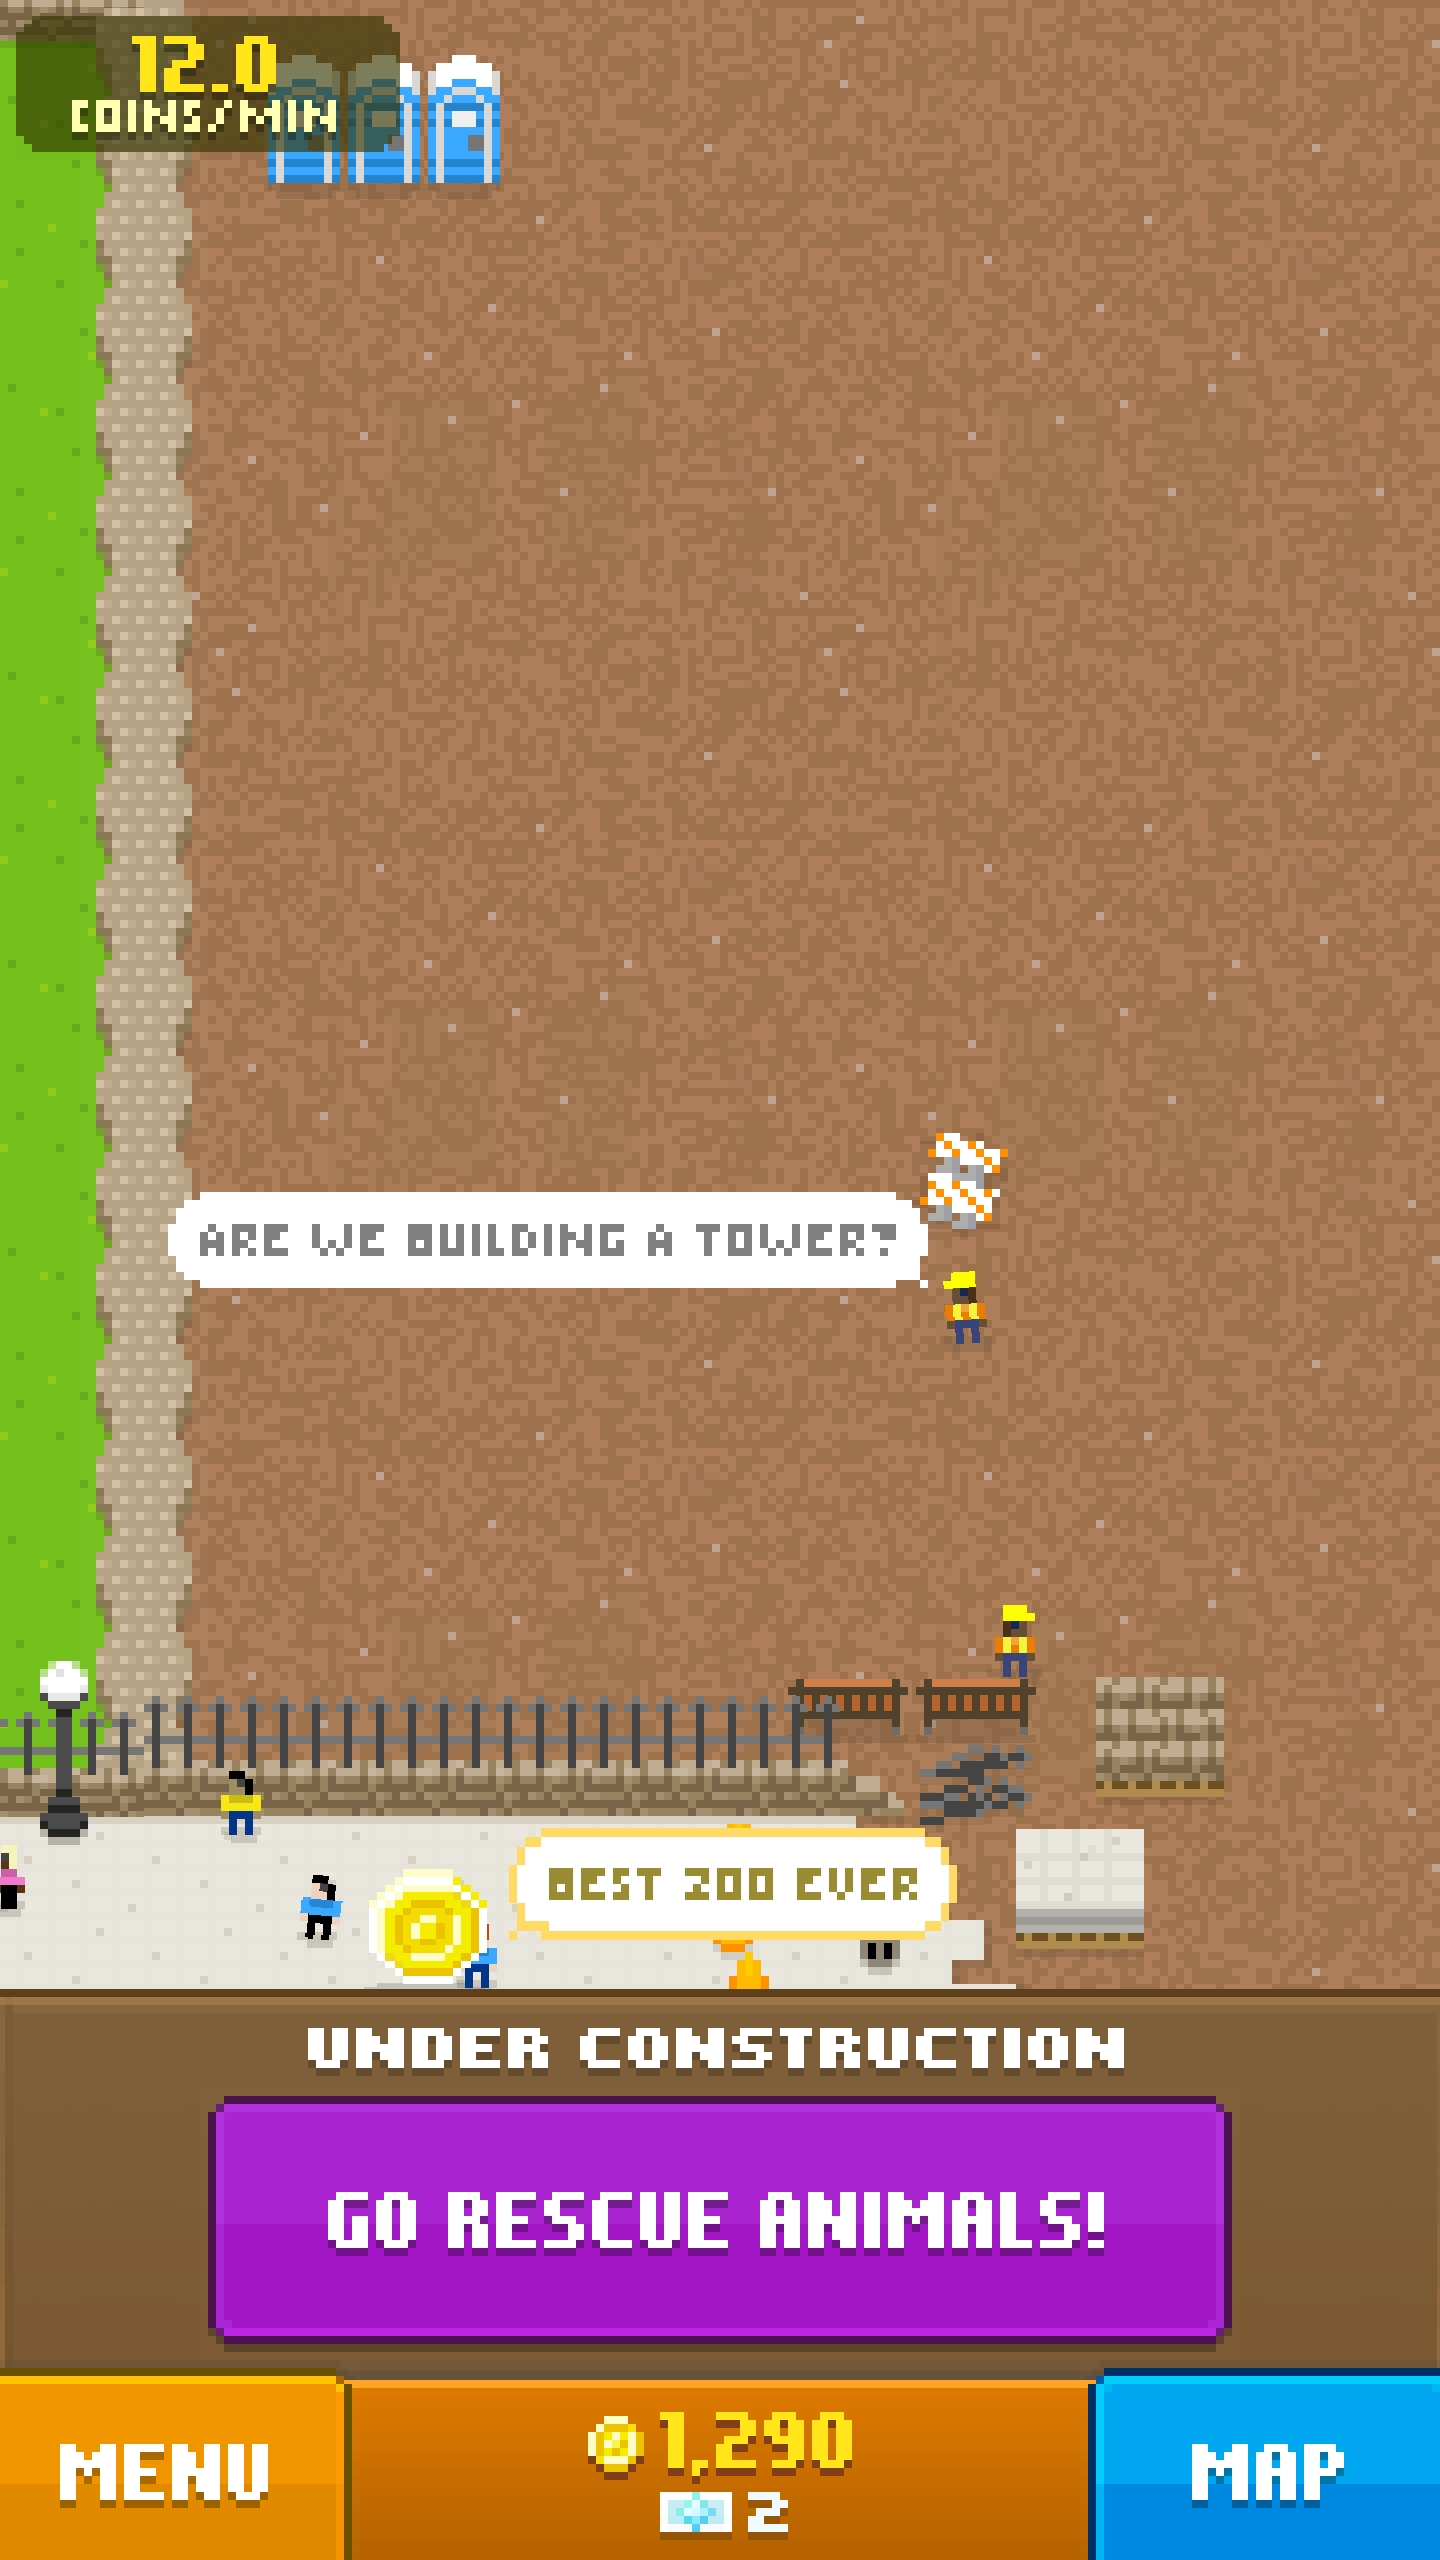 12.0
COINS/MIN
ARE WE BUILDING A TOWER?
BEST ZOO EVER
UNDER CONSTRUCTION
GO RESCUE ANIMALS!
MENU
1,290
2
MAP